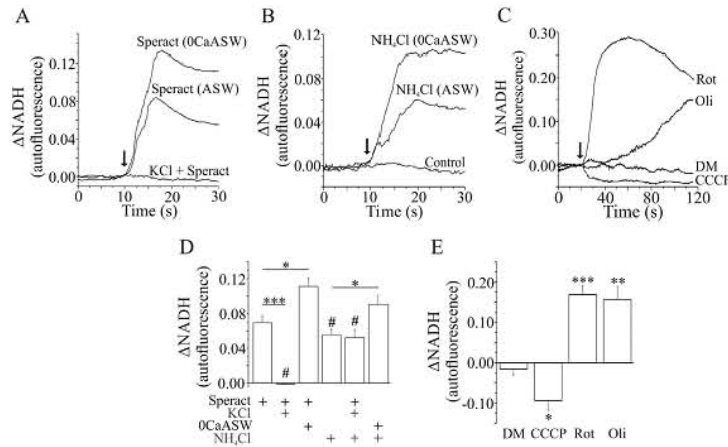 A
ΔNADH
(autofluorescence)
0.12
0.08
0.04
0.00
Speract (0CaASW)
Speract (ASW)
KCl + Speract
0 10 20 30
Time (s)
B
ΔNADH
(autofluorescence)
0.12
0.08
0.04
0.00
NH₄Cl (0CaASW)
NH₄Cl (ASW)
Control
0 10 20 30
Time (s)
C
ΔNADH
(autofluorescence)
0.30
0.20
0.10
0.00
Rot
Oli
DM
CCCP
0 40 80 120
Time (s)
D
ΔNADH
(autofluorescence)
0.12
0.08
0.04
0.00
*
***
#
# #
*
Speract + + + +
KCl + +
0CaASW + +
NH₄Cl + + +
E
ΔNADH
(autofluorescence)
0.20
0.10
0.00
-0.10
*** **
*
DM CCCP Rot Oli